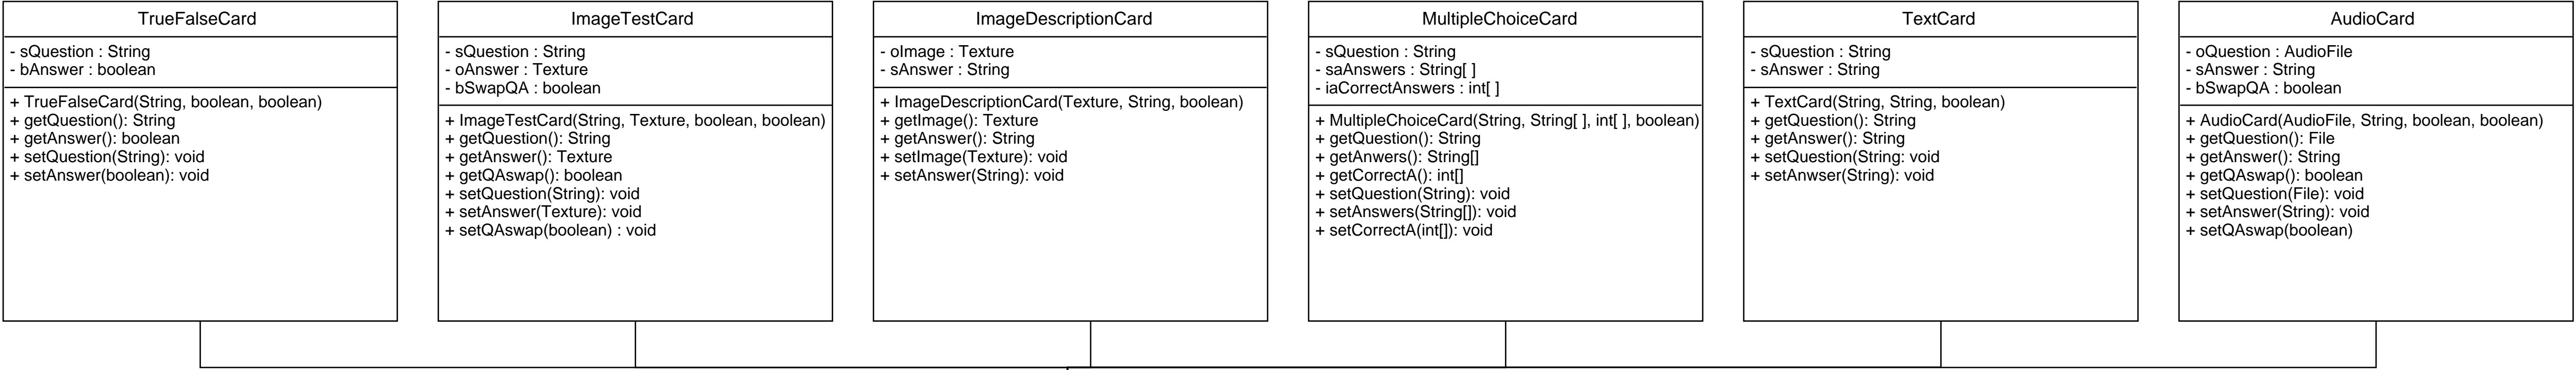 TrueFalseCard
- sQuestion : String
- bAnswer : boolean
+ TrueFalseCard(String, boolean, boolean)
+ getQuestion(): String
+ getAnswer(): boolean
+ setQuestion(String): void
+ setAnswer(boolean): void
ImageTestCard
- sQuestion : String
- oAnswer : Texture
- bSwapQA : boolean
+ ImageTestCard(String, Texture, boolean, boolean)
+ getQuestion(): String
+ getAnswer(): Texture
+ getQAswap(): boolean
+ setQuestion(String): void
+ setAnswer(Texture): void
+ setQAswap(boolean) : void
ImageDescriptionCard
- oImage : Texture
- sAnswer : String
+ ImageDescriptionCard(Texture, String, boolean)
+ getImage(): Texture
+ getAnswer(): String
+ setImage(Texture): void
+ setAnswer(String): void
MultipleChoiceCard
- sQuestion : String
- saAnswers : String[ ]
- iaCorrectAnswers : int[ ]
+ MultipleChoiceCard(String, String[ ], int[ ], boolean)
+ getQuestion(): String
+ getAnwers(): String[]
+ getCorrectA(): int[]
+ setQuestion(String): void
+ setAnswers(String[]): void
+ setCorrectA(int[]): void
TextCard
- sQuestion : String
- sAnswer : String
+ TextCard(String, String, boolean)
+ getQuestion(): String
+ getAnswer(): String
+ setQuestion(String: void
+ setAnwser(String): void
AudioCard
- oQuestion : AudioFile
- sAnswer : String
- bSwapQA : boolean
+ AudioCard(AudioFile, String, boolean, boolean)
+ getQuestion(): File
+ getAnswer(): String
+ getQAswap(): boolean
+ setQuestion(File): void
+ setAnswer(String): void
+ setQAswap(boolean)